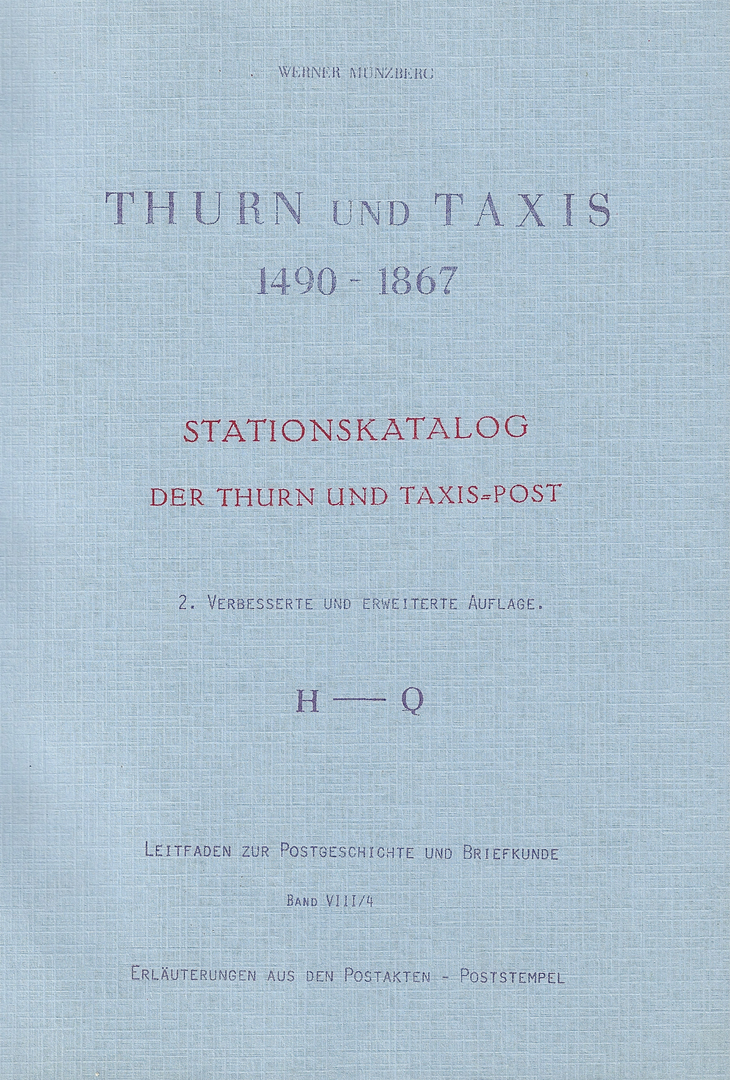 WERNER MÜNZBERG
THURN UND TAXIS
1490 - 1867
STATIONSKATALOG
DER THURN UND TAXIS=POST
2. VERBESSERTE UND ERWEITERTE AUFLAGE.
H — Q
LEITFADEN ZUR POSTGESCHICHTE UND BRIEFKUNDE
BAND VIII/4
ERLÄUTERUNGEN AUS DEN POSTAKTEN - POSTSTEMPEL